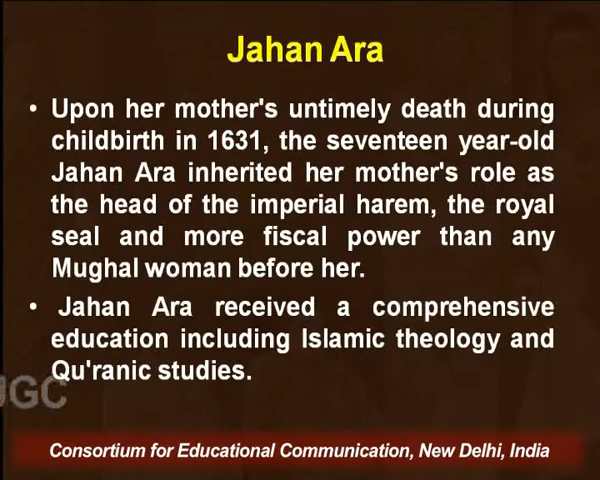 Jahan Ara
• Upon her mother's untimely death during
childbirth in 1631, the seventeen year-old
Jahan Ara inherited her mother's role as
the head of the imperial harem, the royal
seal and more fiscal power than any
Mughal woman before her.
• Jahan Ara received a comprehensive
education including Islamic theology and
Qu'ranic studies.
UGC
Consortium for Educational Communication, New Delhi, India